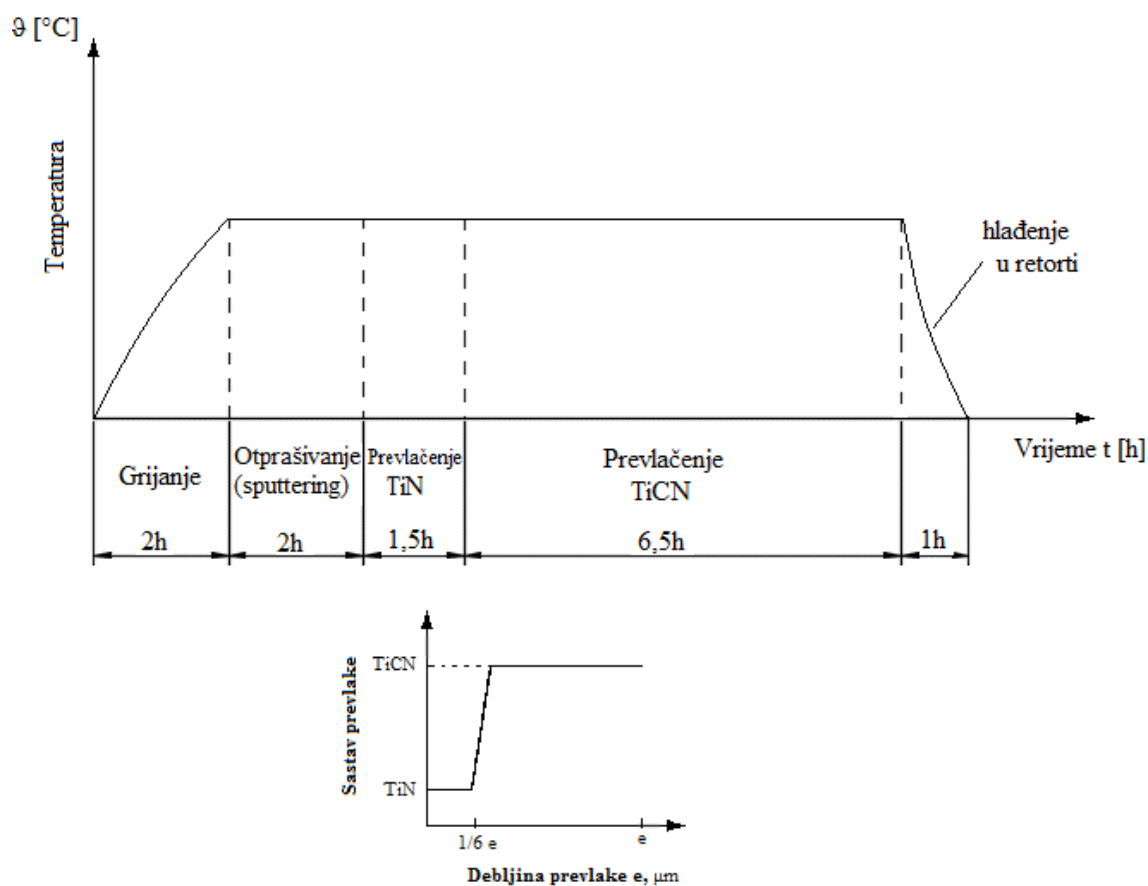 ϑ [°C]
Temperatura
hlađenje
u retorti
Vrijeme t [h]
Grijanje
Otprašivanje
(sputtering)
Prevlačenje
TiN
Prevlačenje
TiCN
2h
2h
1,5h
6,5h
1h
Sastav prevlake
TiCN
TiN
1/6 e
e
Debljina prevlake e, μm